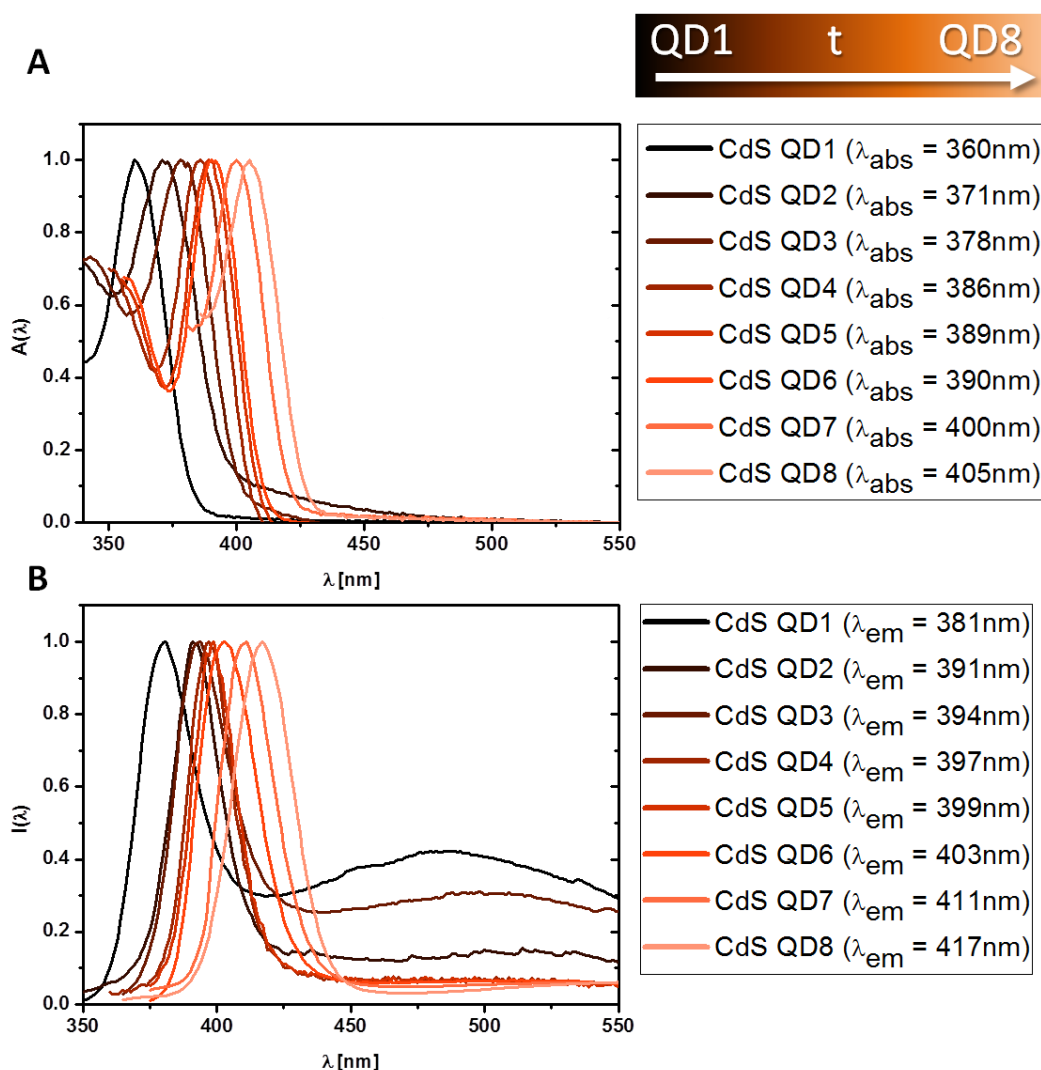 QD1 t QD8
A
1.0
0.8
0.6
0.4
0.2
0.0
A(λ)
350 400 450 500 550
λ [nm]
CdS QD1 (λabs = 360nm)
CdS QD2 (λabs = 371nm)
CdS QD3 (λabs = 378nm)
CdS QD4 (λabs = 386nm)
CdS QD5 (λabs = 389nm)
CdS QD6 (λabs = 390nm)
CdS QD7 (λabs = 400nm)
CdS QD8 (λabs = 405nm)
B
1.0
0.8
0.6
0.4
0.2
0.0
I(λ)
350 400 450 500 550
λ [nm]
CdS QD1 (λem = 381nm)
CdS QD2 (λem = 391nm)
CdS QD3 (λem = 394nm)
CdS QD4 (λem = 397nm)
CdS QD5 (λem = 399nm)
CdS QD6 (λem = 403nm)
CdS QD7 (λem = 411nm)
CdS QD8 (λem = 417nm)